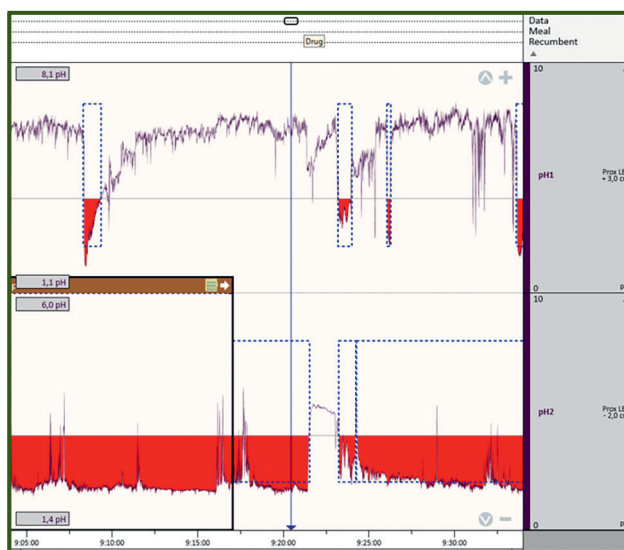 Data
Meal
Recumbent
Drug
8,1 pH
10
pH1
Prox LE
+ 3,0 c
1,1 pH
0
P
6,0 pH
10
pH2
Prox LE
- 2,0 c
1,4 pH
0
P
9:05:00
9:10:00
9:15:00
9:20:00
9:25:00
9:30:00